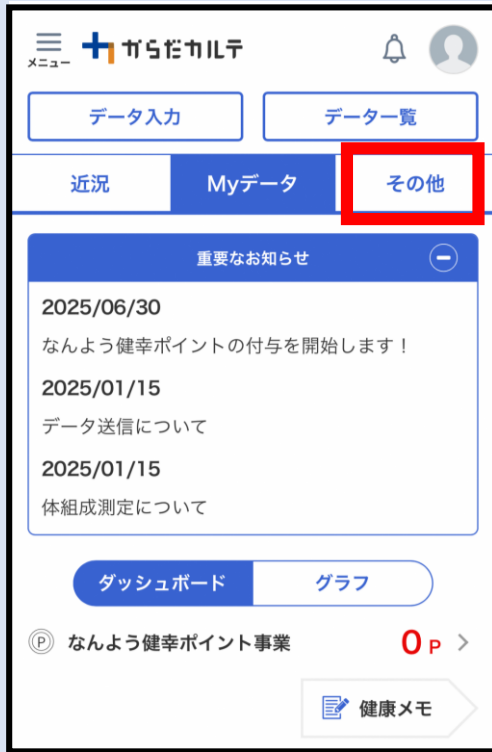 メニュー からだカルテ
データ入力 データ一覧
近況 Myデータ その他
重要なお知らせ
2025/06/30
なんよう健幸ポイントの付与を開始します！
2025/01/15
データ送信について
2025/01/15
体組成測定について
ダッシュボード グラフ
P なんよう健幸ポイント事業 0 P
健康メモ